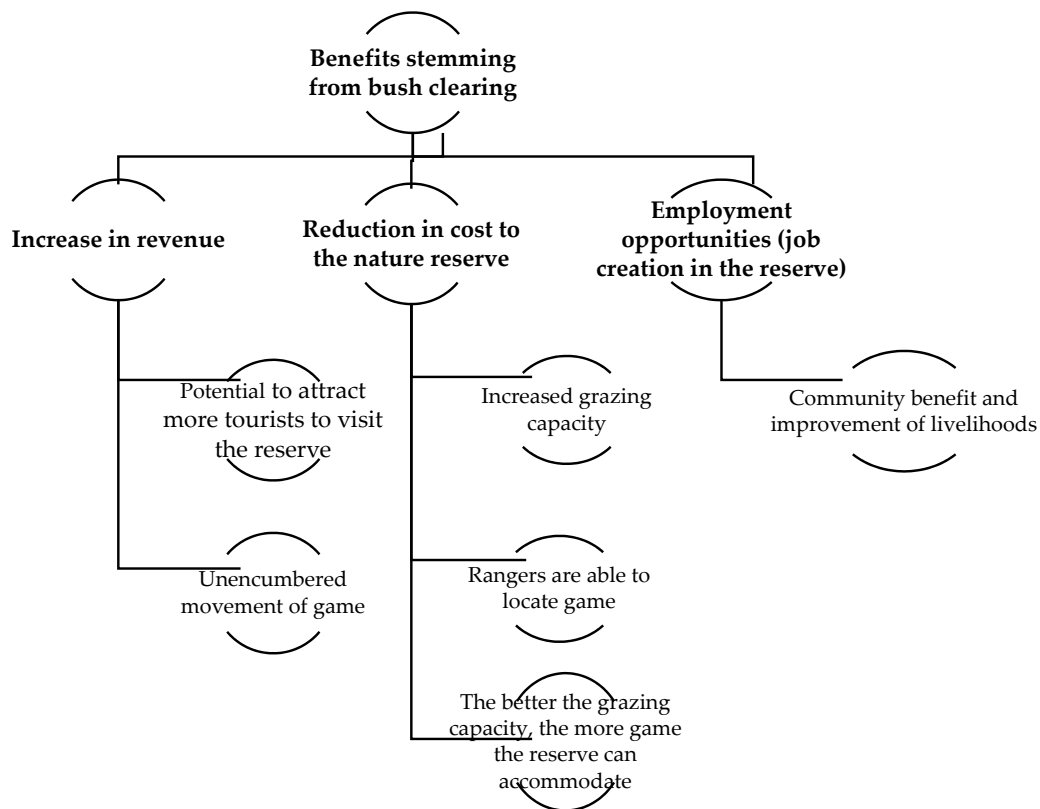 Benefits stemming
from bush clearing
Increase in revenue
Reduction in cost to
the nature reserve
Employment
opportunities (job
creation in the reserve)
Potential to attract
more tourists to visit
the reserve
Unencumbered
movement of game
Increased grazing
capacity
Rangers are able to
locate game
The better the grazing
capacity, the more game
the reserve can
accommodate
Community benefit and
improvement of livelihoods